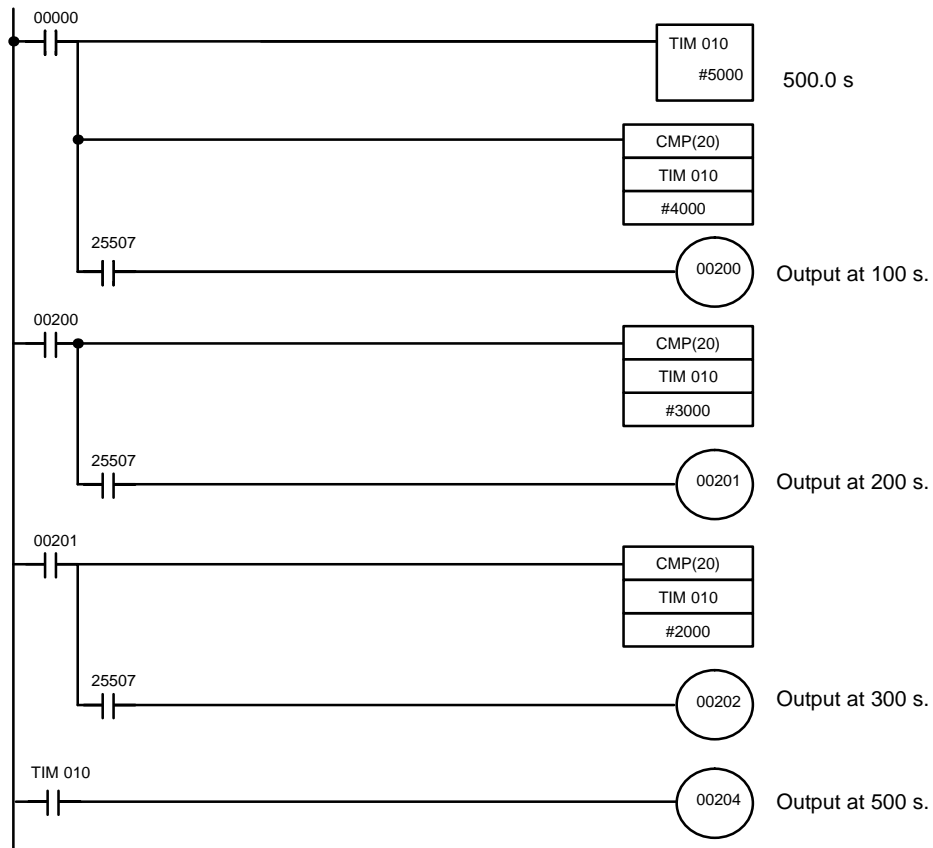 00000
TIM 010
#5000
500.0 s
CMP(20)
TIM 010
#4000
25507
00200
Output at 100 s.
00200
CMP(20)
TIM 010
#3000
25507
00201
Output at 200 s.
00201
CMP(20)
TIM 010
#2000
25507
00202
Output at 300 s.
TIM 010
00204
Output at 500 s.